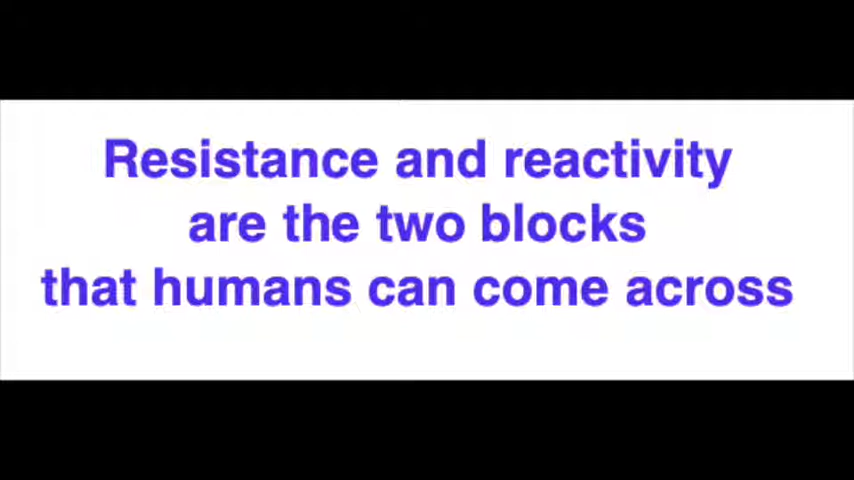 Resistance and reactivity
are the two blocks
that humans can come across